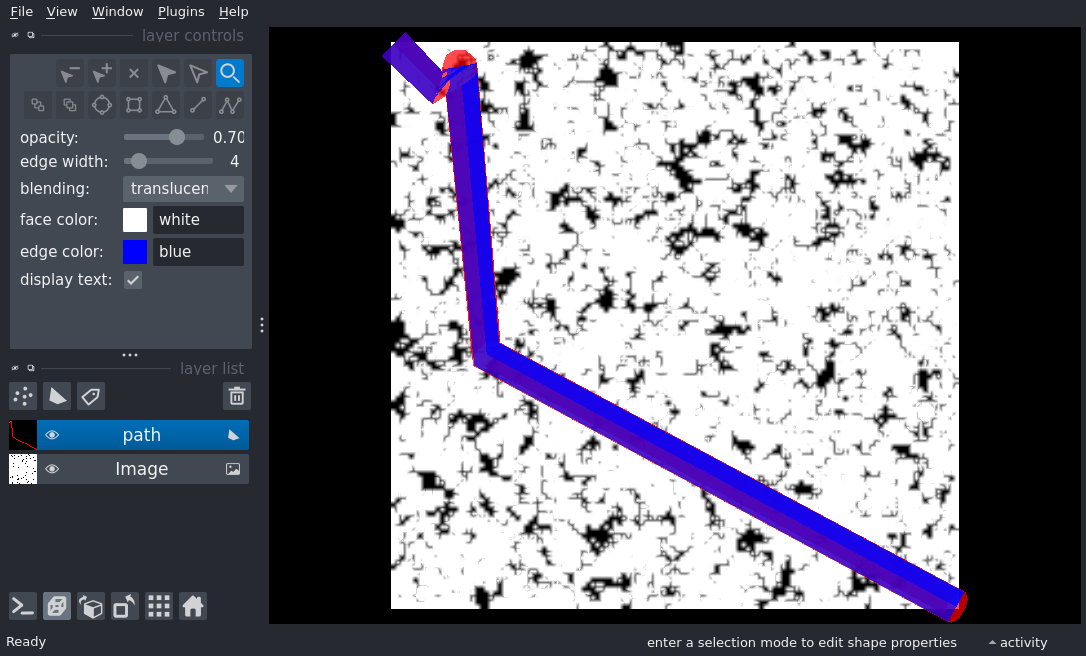 File View Window Plugins Help
layer controls
opacity: 0.70
edge width: 4
blending: translucen
face color: white
edge color: blue
display text:
layer list
path
Image
Ready enter a selection mode to edit shape properties activity